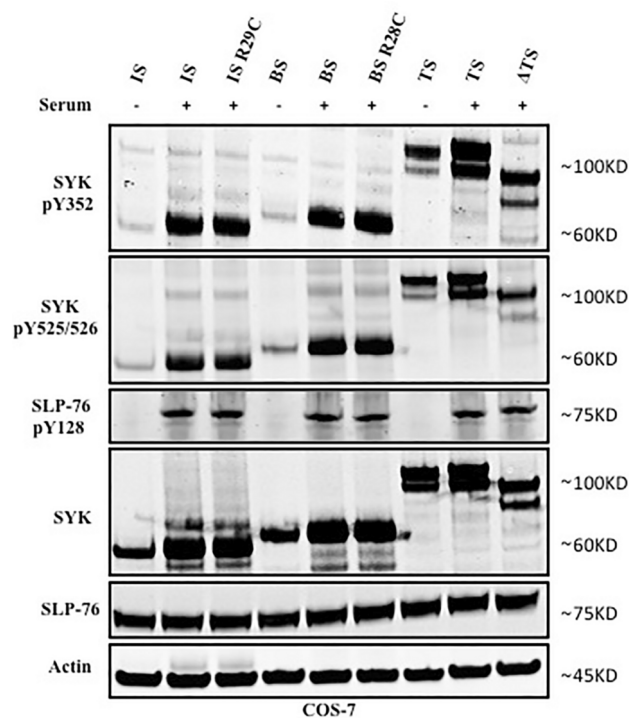 IS IS IS R29C BS BS BS R28C TS TS ΔTS
Serum - + + - + + - + +
SYK
pY352
~100KD
~60KD
SYK
pY525/526
~100KD
~60KD
SLP-76
pY128
~75KD
SYK
~100KD
~60KD
SLP-76
~75KD
Actin
~45KD
COS-7